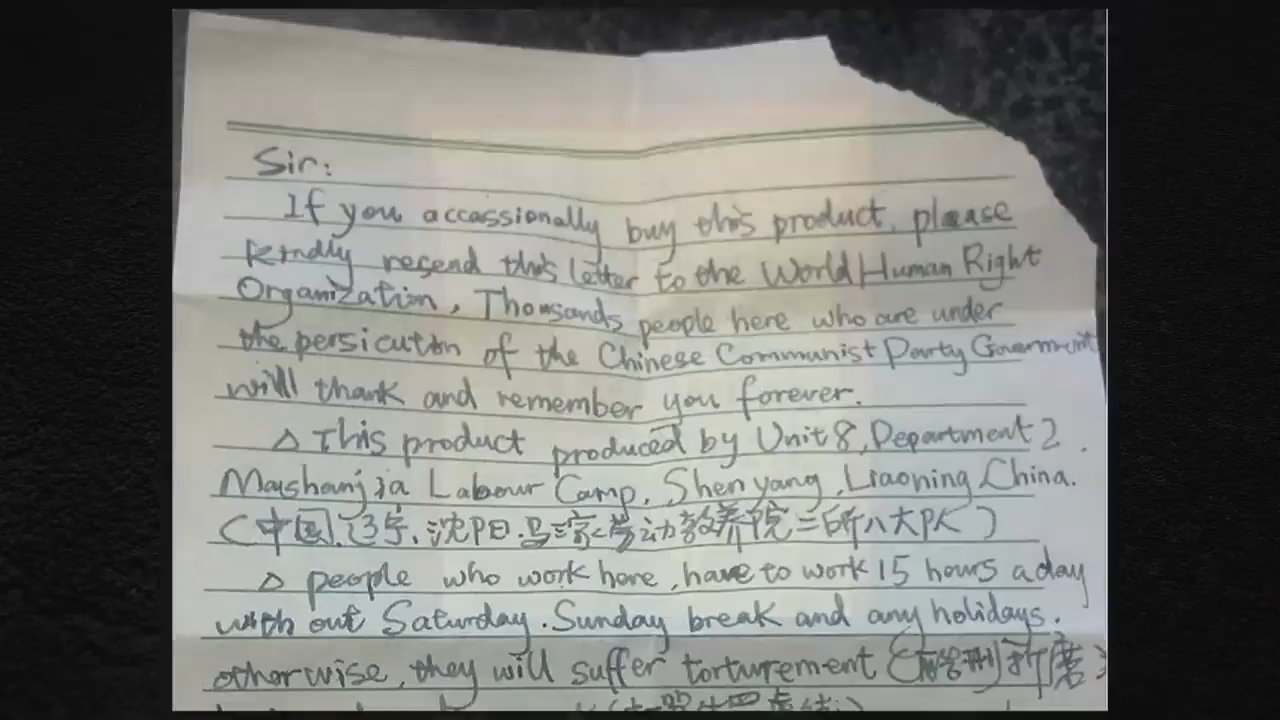 Sir:
If you accassionally buy this product, please
kindly resend this letter to the World Human Right
Organization, Thousands people here who are under
the persicution of the Chinese Communist Party Government
will thank and remember you forever.
△ This product produced by Unit 8, Department 2.
Mashanjia Labour Camp, Shenyang, Liaoning, China.
(中国.辽宁.沈阳.马三家劳动教养院二所八大队)
△ people who work here, have to work 15 hours a day
with out Saturday. Sunday break and any holidays.
otherwise, they will suffer torturement (酷刑折磨)